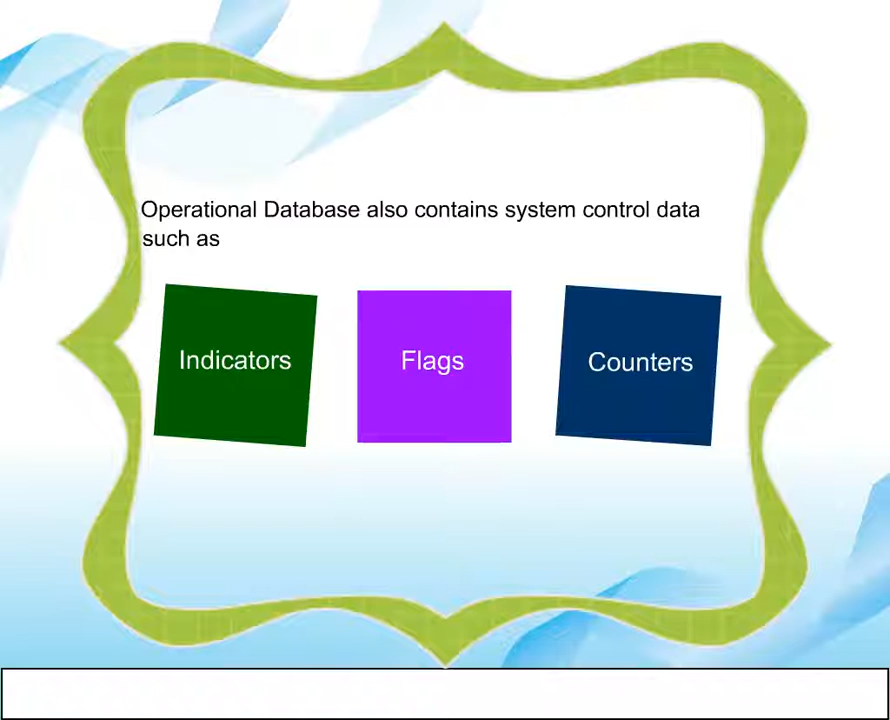 Operational Database also contains system control data
such as
Indicators
Flags
Counters